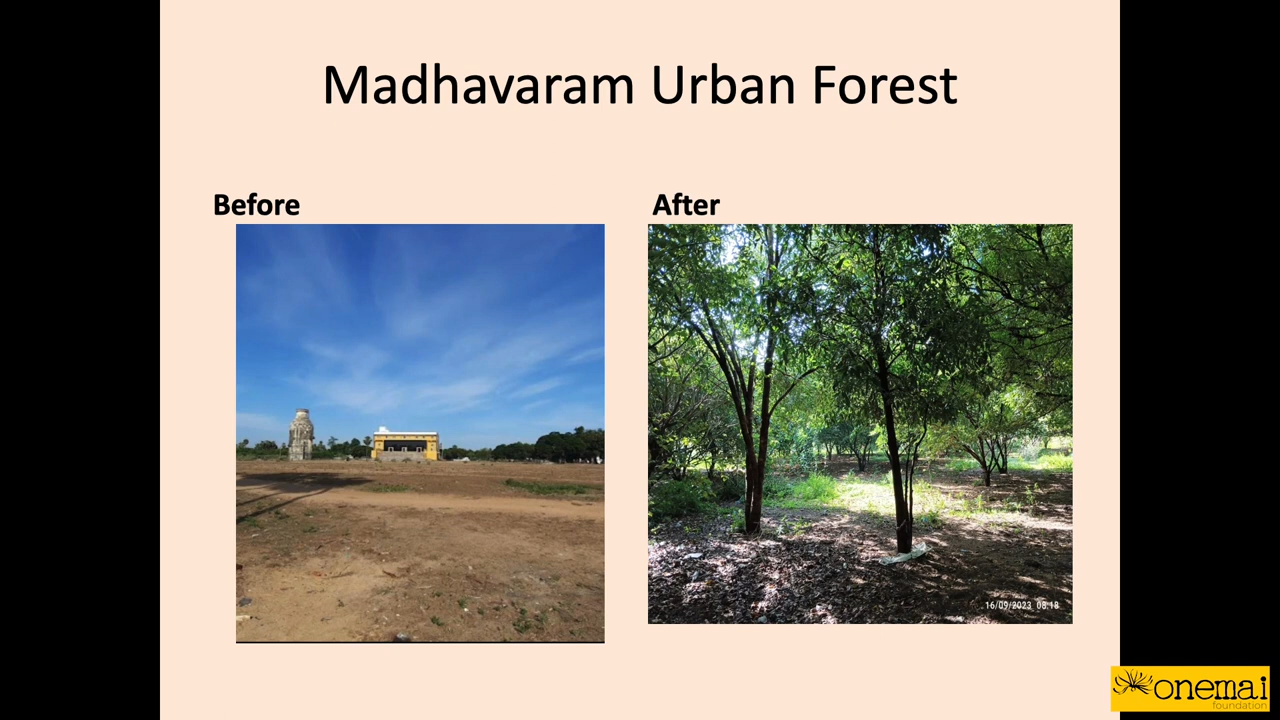 Madhavaram Urban Forest
Before
After
16/09/2023 08:18
onemai
foundation